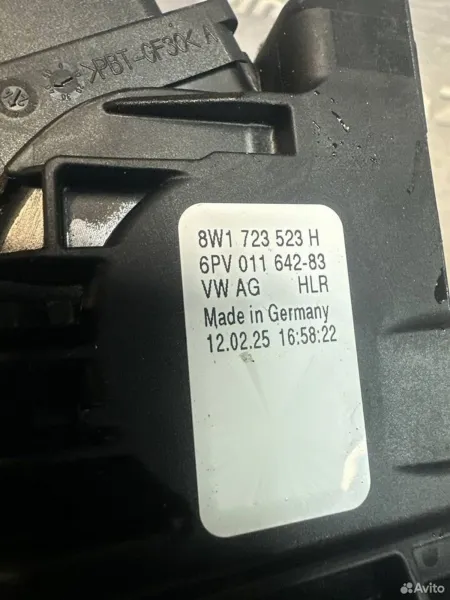 >PBT-GF30<
8W1 723 523 H
6PV 011 642-83
VW AG HLR
Made in Germany
12.02.25 16:58:22
Avito